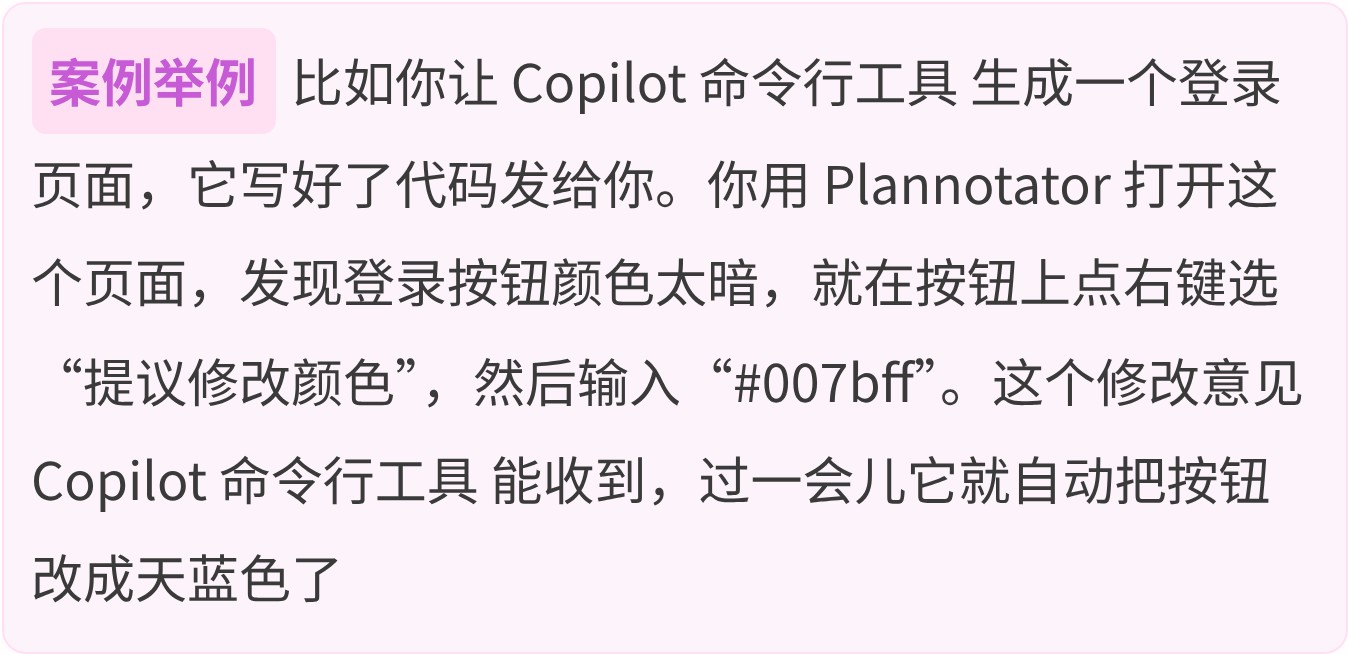 案例举例 比如你让 Copilot 命令行工具 生成一个登录
页面，它写好了代码发给你。你用 Plannotator 打开这
个页面，发现登录按钮颜色太暗，就在按钮上点右键选
“提议修改颜色”，然后输入“#007bff”。这个修改意见
Copilot 命令行工具 能收到，过一会儿它就自动把按钮
改成天蓝色了